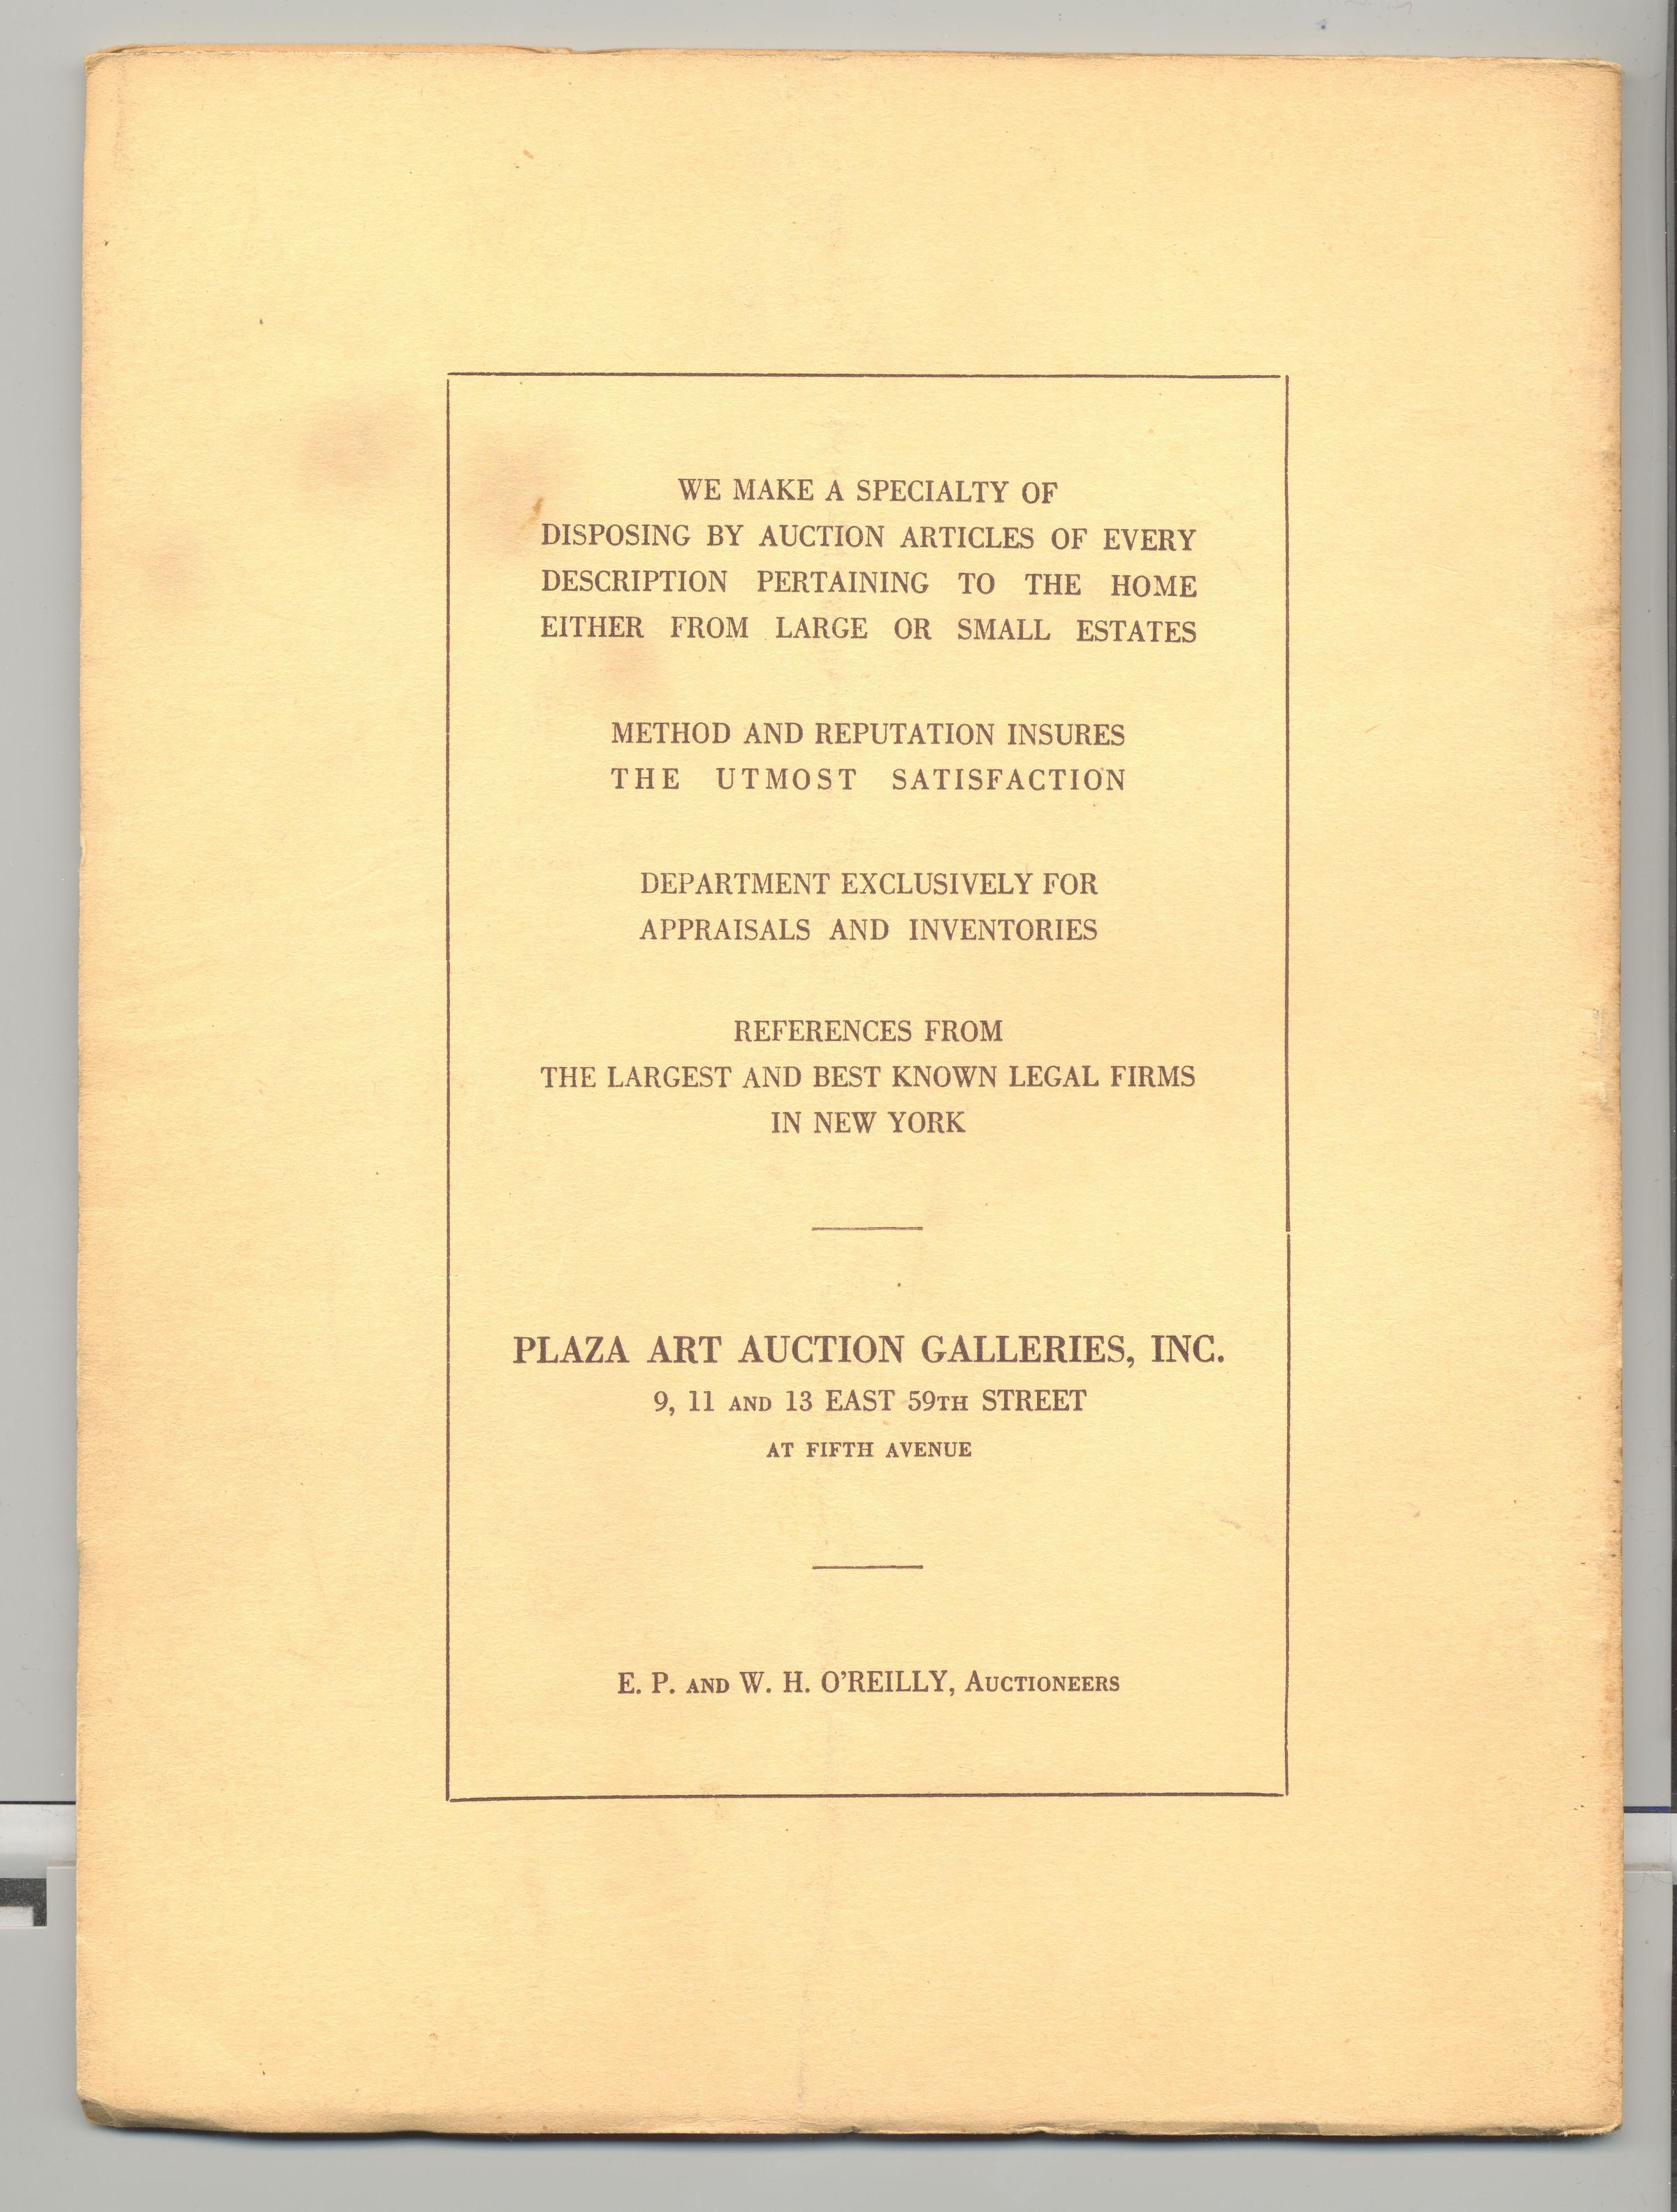 WE MAKE A SPECIALTY OF
DISPOSING BY AUCTION ARTICLES OF EVERY
DESCRIPTION PERTAINING TO THE HOME
EITHER FROM LARGE OR SMALL ESTATES
METHOD AND REPUTATION INSURES
THE UTMOST SATISFACTION
DEPARTMENT EXCLUSIVELY FOR
APPRAISALS AND INVENTORIES
REFERENCES FROM
THE LARGEST AND BEST KNOWN LEGAL FIRMS
IN NEW YORK
PLAZA ART AUCTION GALLERIES, INC.
9, 11 AND 13 EAST 59TH STREET
AT FIFTH AVENUE
E. P. AND W. H. O'REILLY, AUCTIONEERS